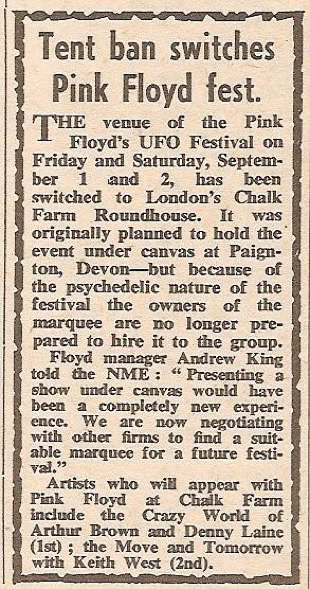 Tent ban switches
Pink Floyd fest.
THE venue of the Pink
Floyd's UFO Festival on
Friday and Saturday, Septem-
ber 1 and 2, has been
switched to London's Chalk
Farm Roundhouse. It was
originally planned to hold the
event under canvas at Paign-
ton, Devon—but because of
the psychedelic nature of the
festival the owners of the
marquee are no longer pre-
pared to hire it to the group.
Floyd manager Andrew King
told the NME: "Presenting a
show under canvas would have
been a completely new experi-
ence. We are now negotiating
with other firms to find a suit-
able marquee for a future festi-
val."
Artists who will appear with
Pink Floyd at Chalk Farm
include the Crazy World of
Arthur Brown and Denny Laine
(1st); the Move and Tomorrow
with Keith West (2nd).